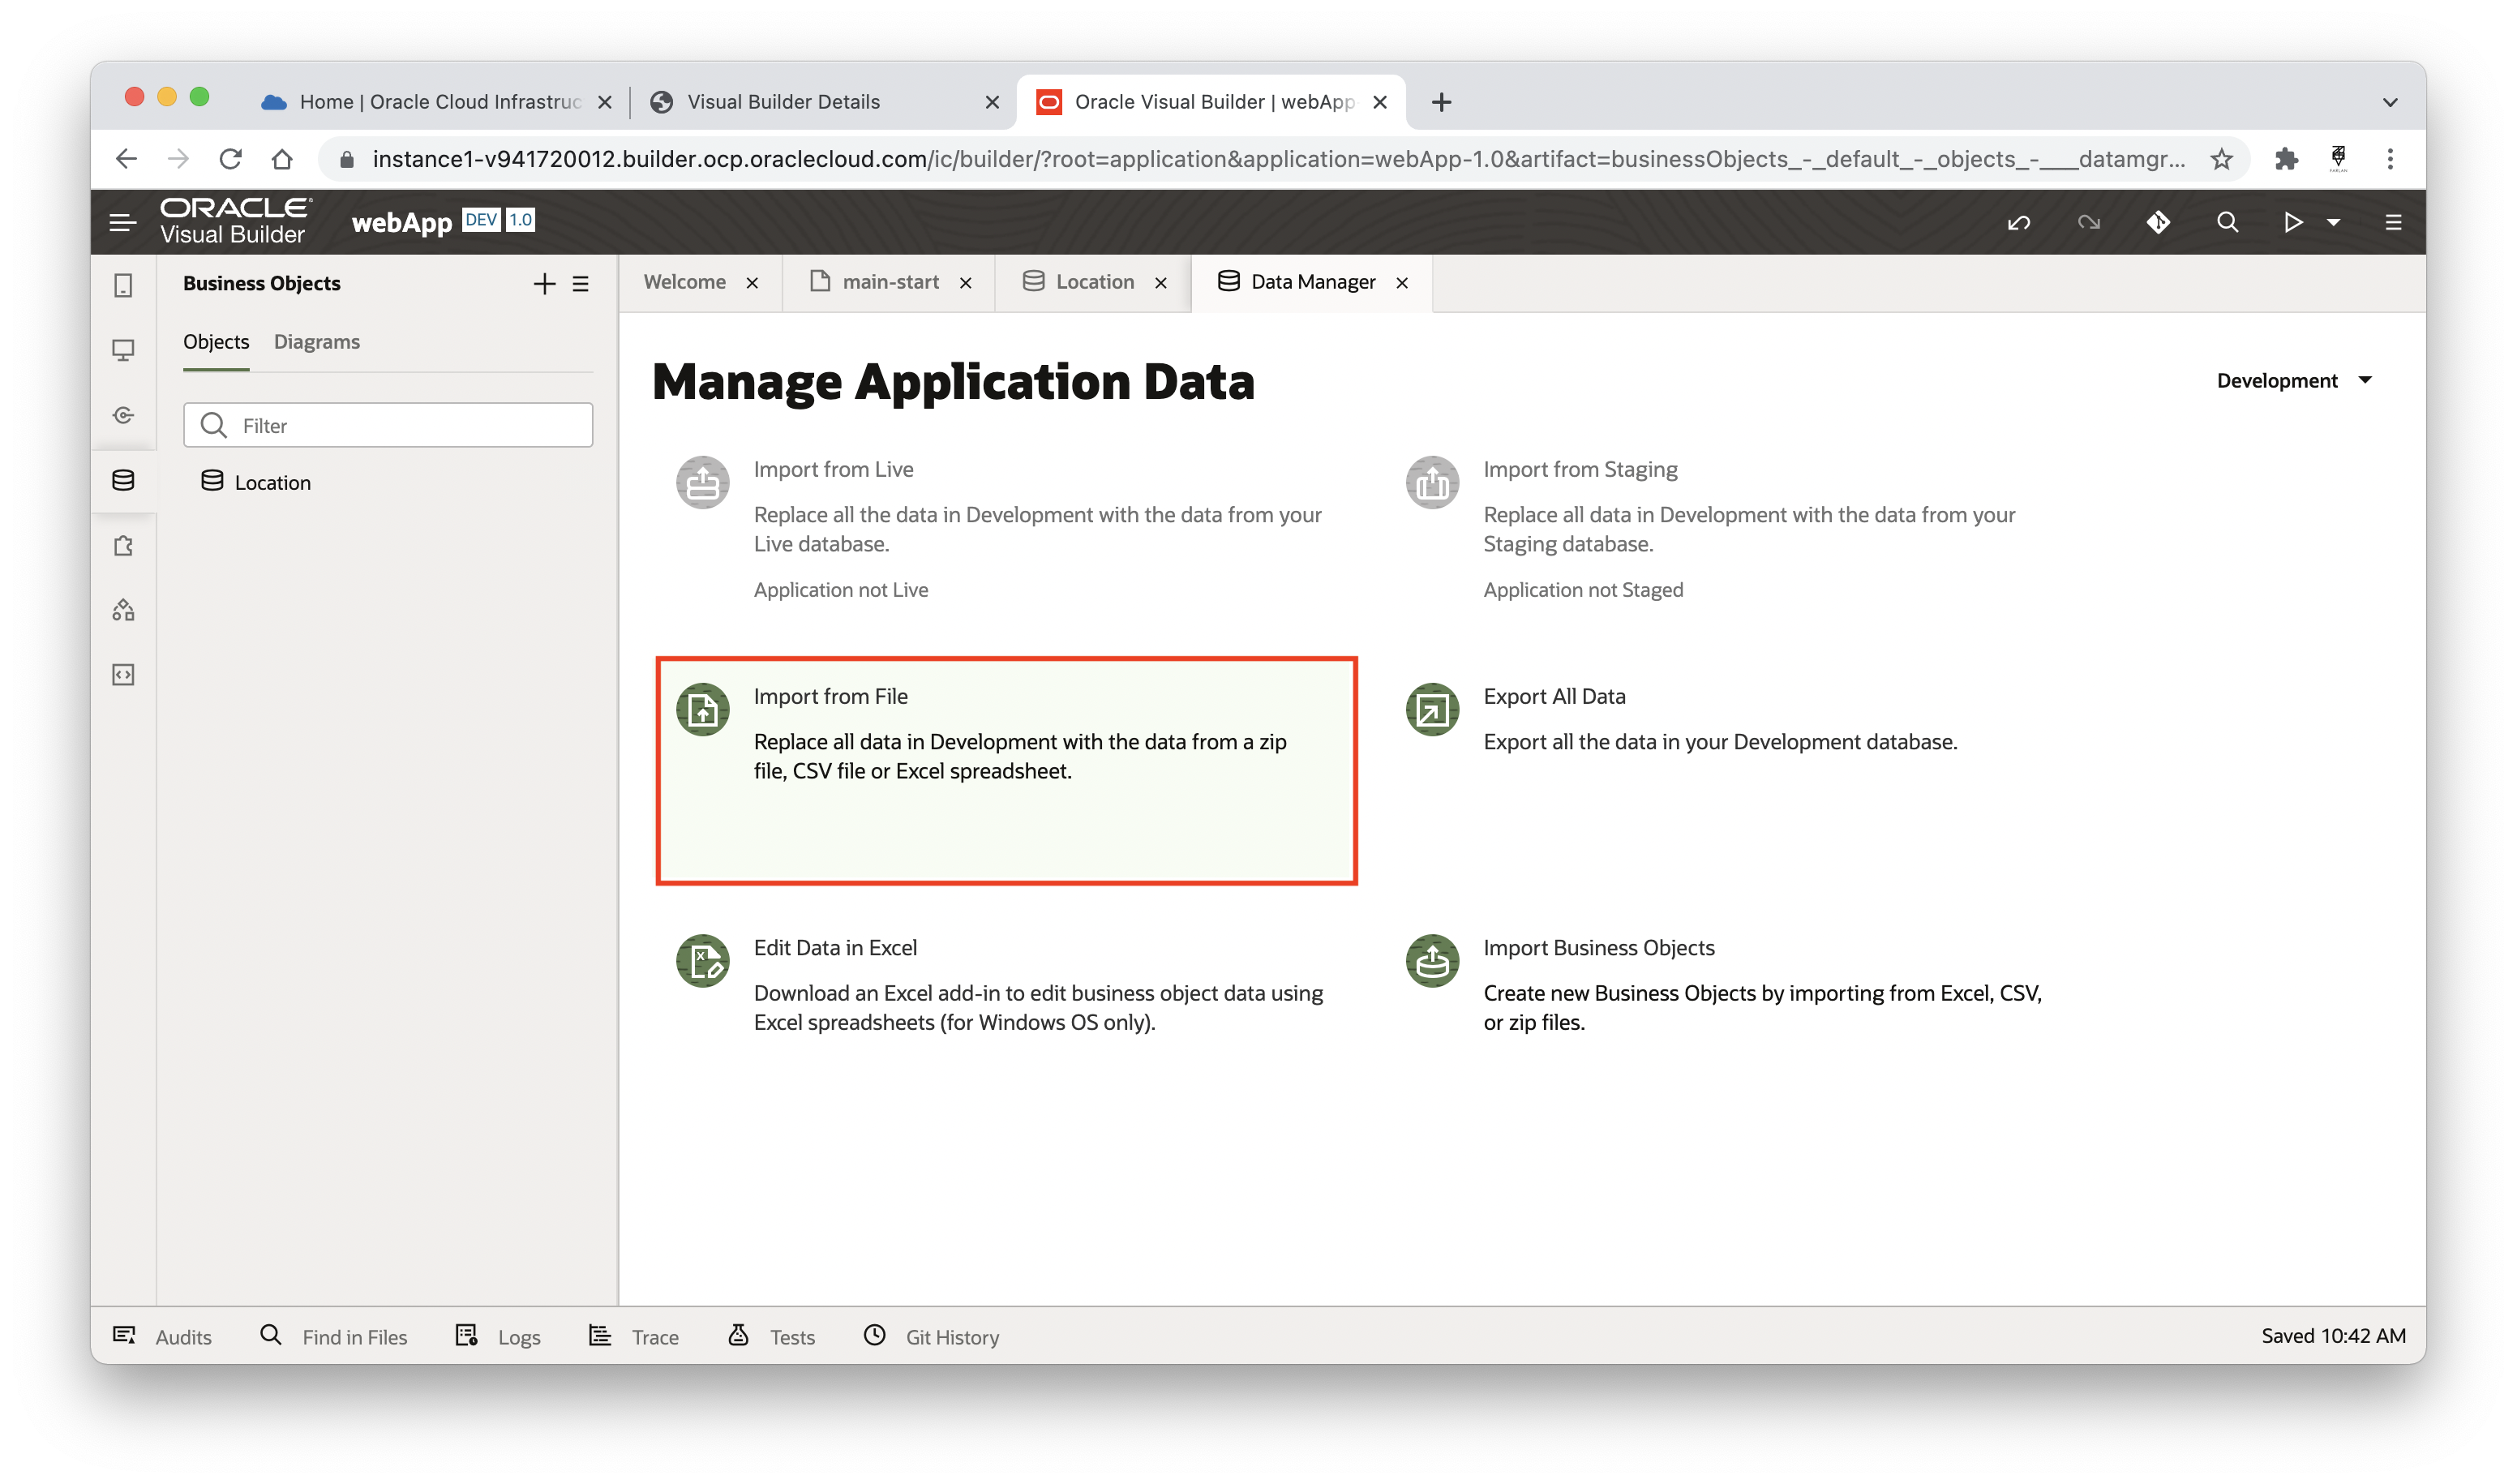 Home | Oracle Cloud Infrastruc
Visual Builder Details
Oracle Visual Builder | webApp
instance1-v941720012.builder.ocp.oraclecloud.com/ic/builder/?root=application&application=webApp-1.0&artifact=businessObjects_-_default_-_objects_-___datamgr...
ORACLE
Visual Builder
webApp DEV 1.0
Business Objects
Objects Diagrams
Filter
Location
Welcome
main-start
Location
Data Manager
Manage Application Data
Development
Import from Live
Replace all the data in Development with the data from your
Live database.
Application not Live
Import from Staging
Replace all data in Development with the data from your
Staging database.
Application not Staged
Import from File
Replace all data in Development with the data from a zip
file, CSV file or Excel spreadsheet.
Export All Data
Export all the data in your Development database.
Edit Data in Excel
Download an Excel add-in to edit business object data using
Excel spreadsheets (for Windows OS only).
Import Business Objects
Create new Business Objects by importing from Excel, CSV,
or zip files.
Audits
Find in Files
Logs
Trace
Tests
Git History
Saved 10:42 AM